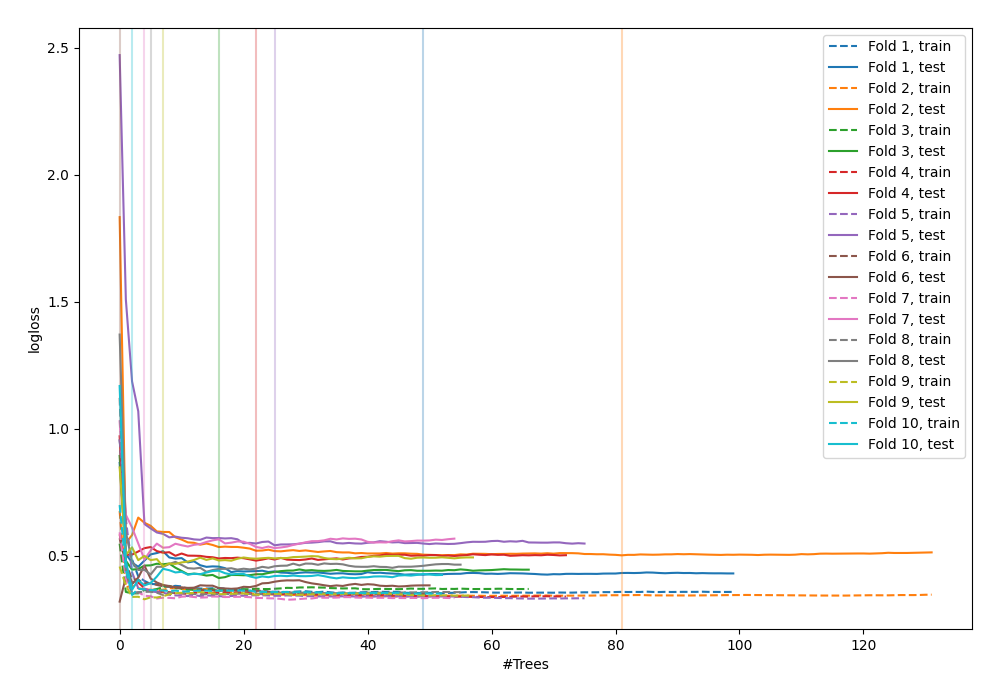 2.5
2.0
1.5
1.0
0.5
logloss
0
20
40
60
80
100
120
#Trees
Fold 1, train
Fold 1, test
Fold 2, train
Fold 2, test
Fold 3, train
Fold 3, test
Fold 4, train
Fold 4, test
Fold 5, train
Fold 5, test
Fold 6, train
Fold 6, test
Fold 7, train
Fold 7, test
Fold 8, train
Fold 8, test
Fold 9, train
Fold 9, test
Fold 10, train
Fold 10, test